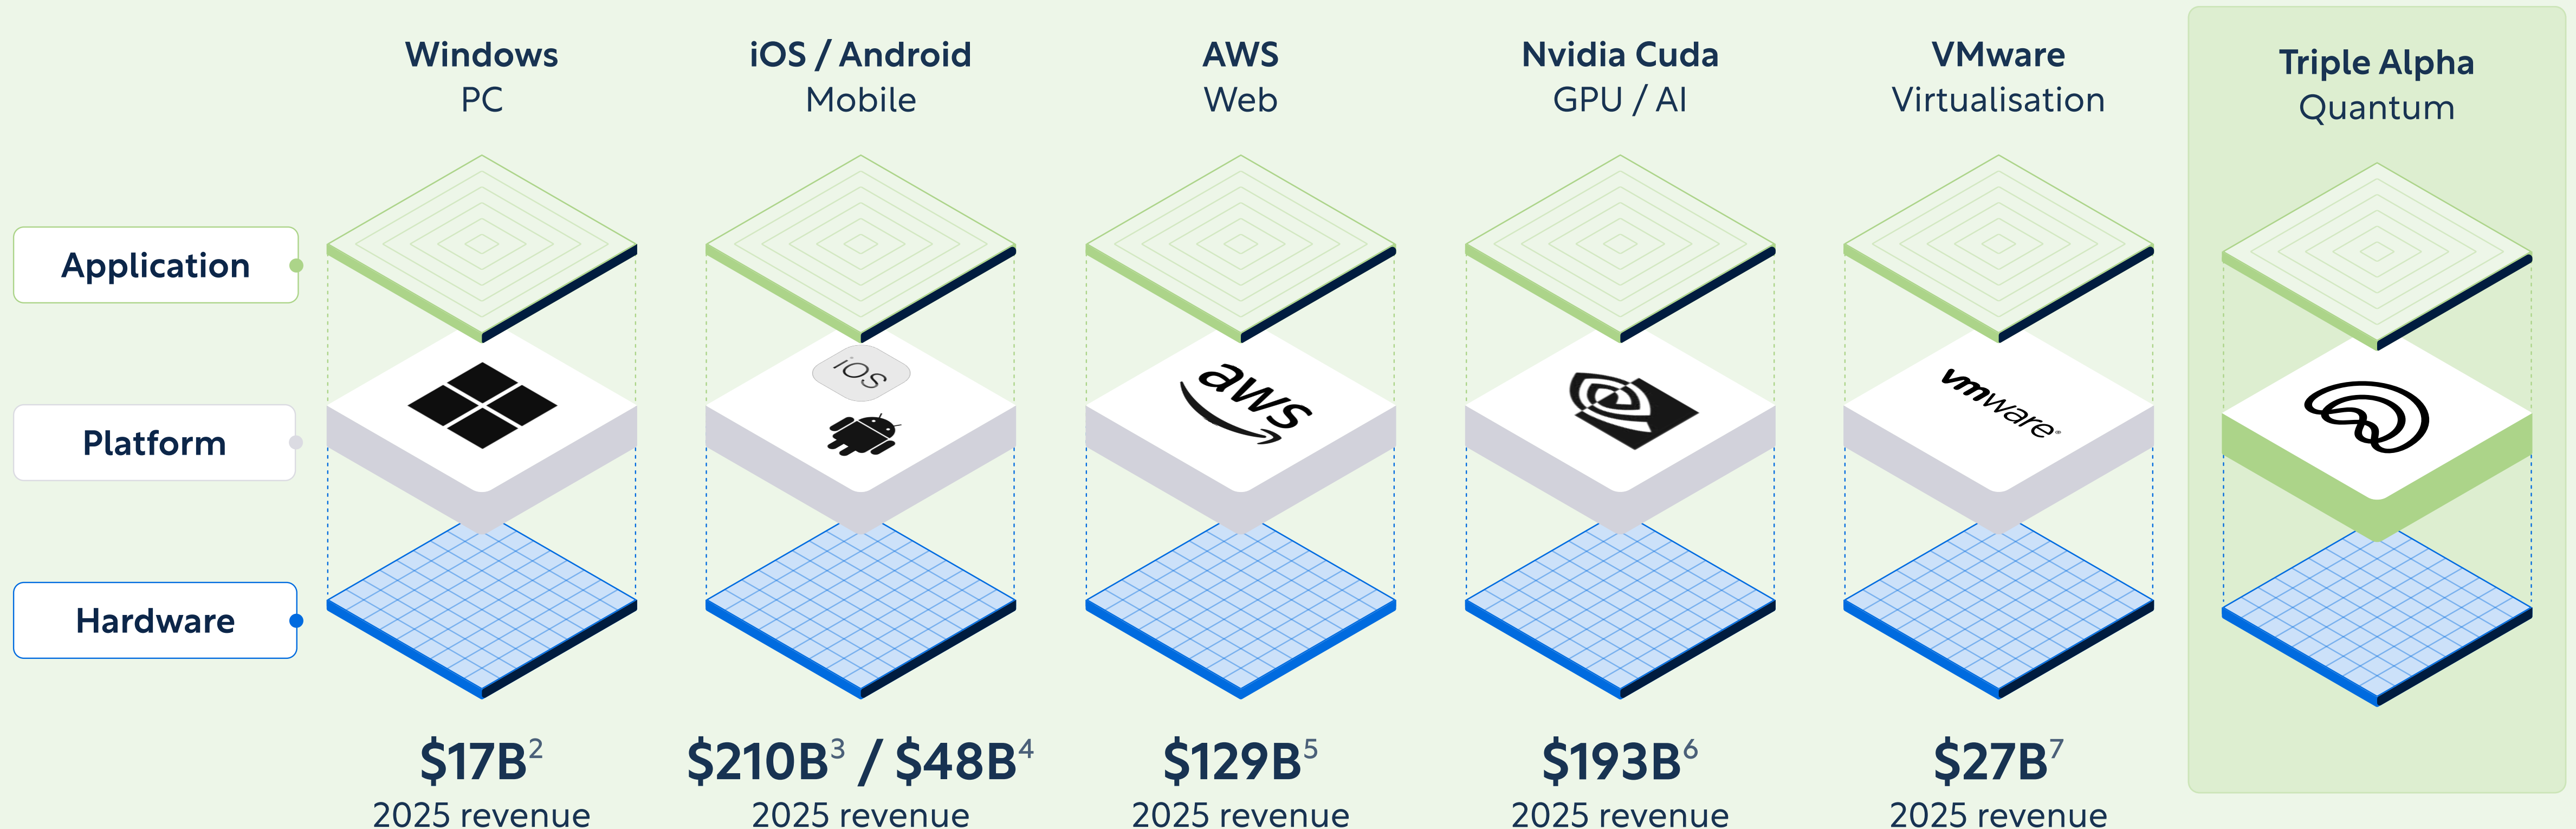 Windows
PC
iOS / Android
Mobile
AWS
Web
Nvidia Cuda
GPU / AI
VMware
Virtualisation
Triple Alpha
Quantum
Application
Platform
Hardware
iOS
aws
vmware®
$17B2
2025 revenue
$210B3 / $48B4
2025 revenue
$129B5
2025 revenue
$193B6
2025 revenue
$27B7
2025 revenue